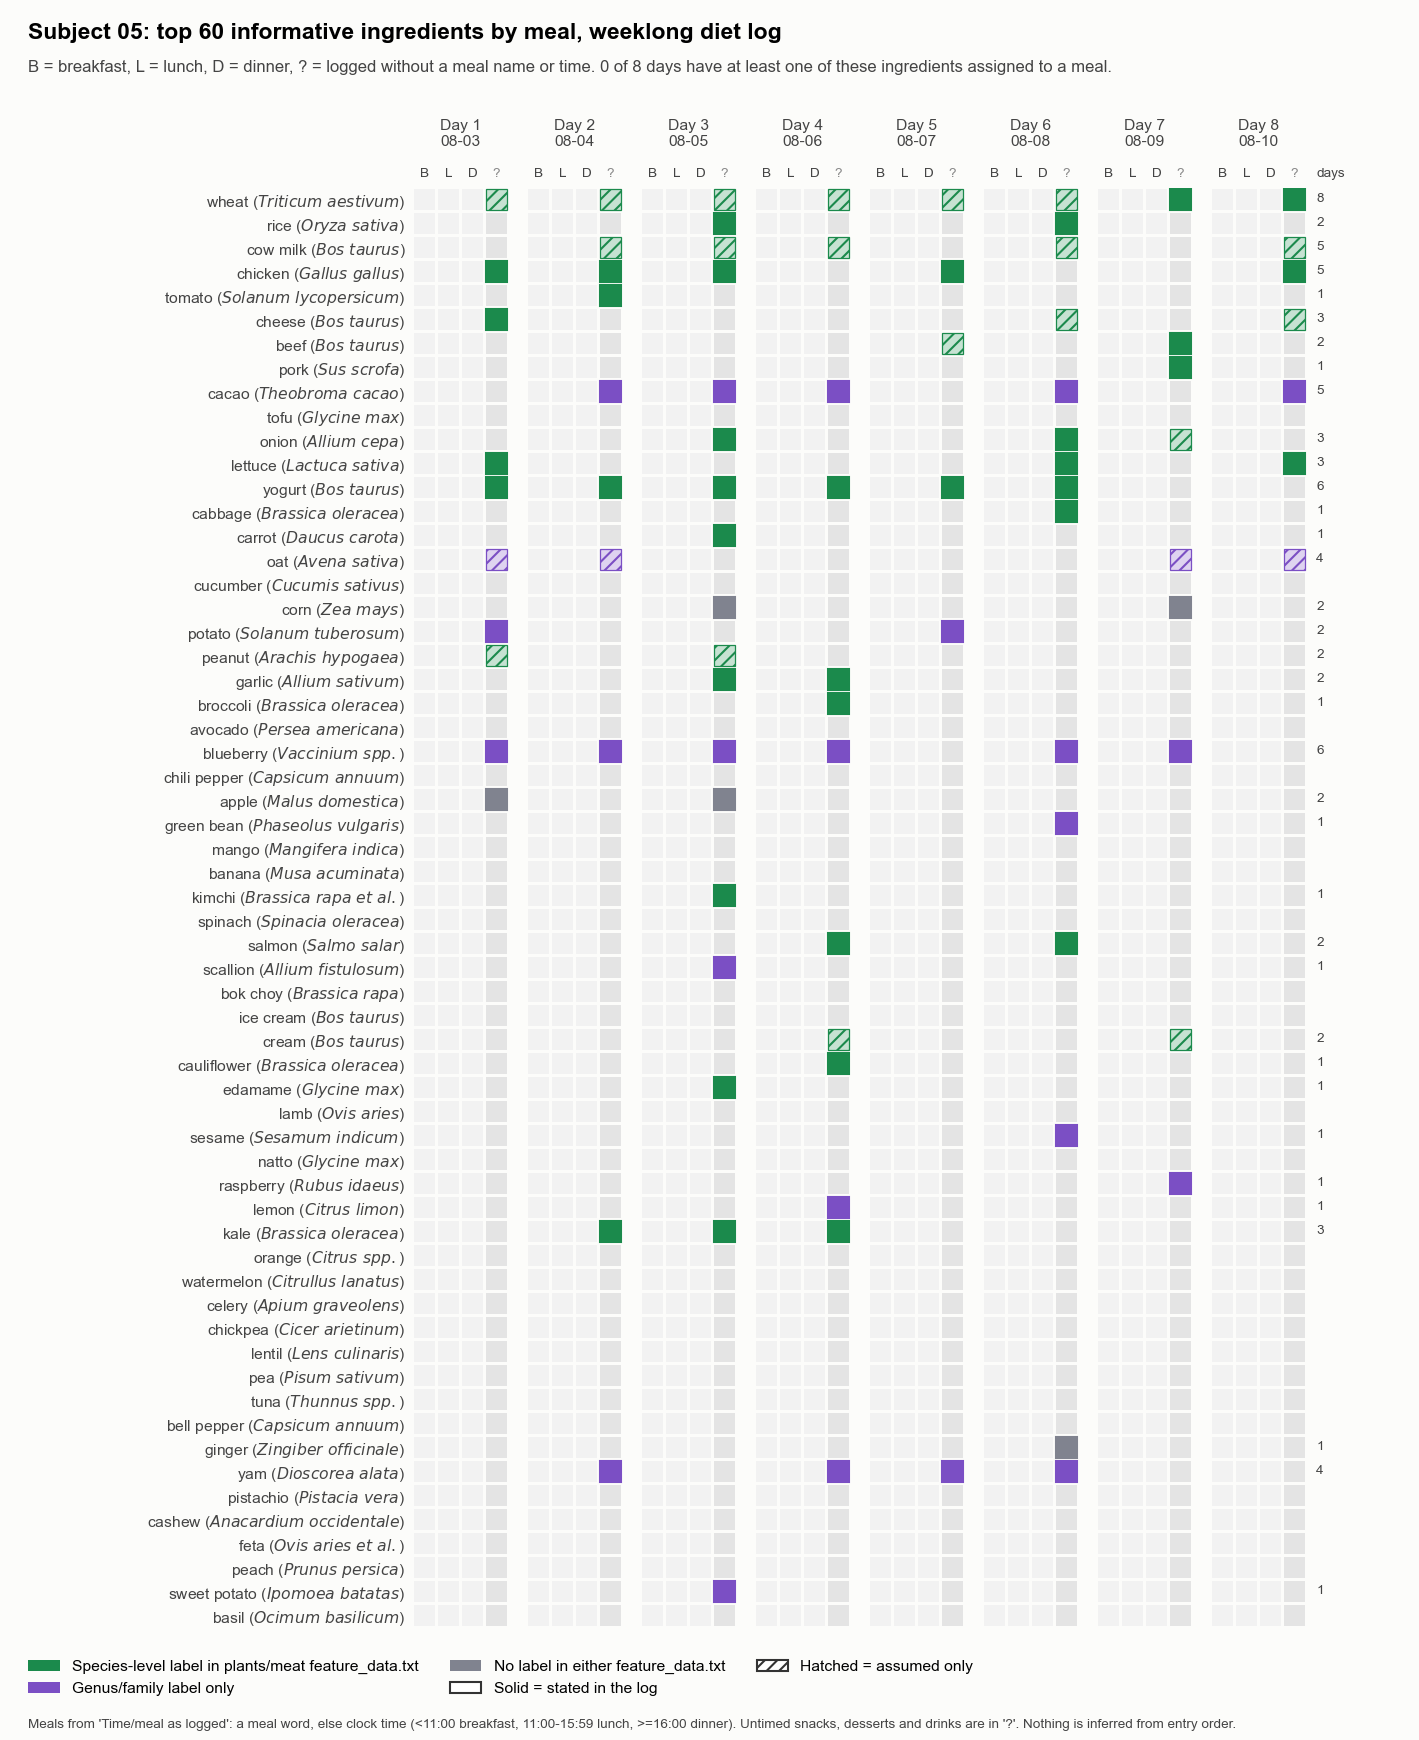 Subject 05: top 60 informative ingredients by meal, weeklong diet log
B = breakfast, L = lunch, D = dinner, ? = logged without a meal name or time. 0 of 8 days have at least one of these ingredients assigned to a meal.
Day 1 Day 2 Day 3 Day 4 Day 5 Day 6 Day 7 Day 8
08-03 08-04 08-05 08-06 08-07 08-08 08-09 08-10
B L D ? B L D ? B L D ? B L D ? B L D ? B L D ? B L D ? B L D ? days
wheat (Triticum aestivum) 8
rice (Oryza sativa) 2
cow milk (Bos taurus) 5
chicken (Gallus gallus) 5
tomato (Solanum lycopersicum) 1
cheese (Bos taurus) 3
beef (Bos taurus) 2
pork (Sus scrofa) 1
cacao (Theobroma cacao) 5
tofu (Glycine max)
onion (Allium cepa) 3
lettuce (Lactuca sativa) 3
yogurt (Bos taurus) 6
cabbage (Brassica oleracea) 1
carrot (Daucus carota) 1
oat (Avena sativa) 4
cucumber (Cucumis sativus)
corn (Zea mays) 2
potato (Solanum tuberosum) 2
peanut (Arachis hypogaea) 2
garlic (Allium sativum) 2
broccoli (Brassica oleracea) 1
avocado (Persea americana)
blueberry (Vaccinium spp. ) 6
chili pepper (Capsicum annuum)
apple (Malus domestica) 2
green bean (Phaseolus vulgaris) 1
mango (Mangifera indica)
banana (Musa acuminata)
kimchi (Brassica rapa et al. ) 1
spinach (Spinacia oleracea)
salmon (Salmo salar) 2
scallion (Allium fistulosum) 1
bok choy (Brassica rapa)
ice cream (Bos taurus)
cream (Bos taurus) 2
cauliflower (Brassica oleracea) 1
edamame (Glycine max) 1
lamb (Ovis aries)
sesame (Sesamum indicum) 1
natto (Glycine max)
raspberry (Rubus idaeus) 1
lemon (Citrus limon) 1
kale (Brassica oleracea) 3
orange (Citrus spp. )
watermelon (Citrullus lanatus)
celery (Apium graveolens)
chickpea (Cicer arietinum)
lentil (Lens culinaris)
pea (Pisum sativum)
tuna (Thunnus spp. )
bell pepper (Capsicum annuum)
ginger (Zingiber officinale) 1
yam (Dioscorea alata) 4
pistachio (Pistacia vera)
cashew (Anacardium occidentale)
feta (Ovis aries et al. )
peach (Prunus persica)
sweet potato (Ipomoea batatas) 1
basil (Ocimum basilicum)
Species-level label in plants/meat feature_data.txt No label in either feature_data.txt Hatched = assumed only
Genus/family label only Solid = stated in the log
Meals from 'Time/meal as logged': a meal word, else clock time (<11:00 breakfast, 11:00-15:59 lunch, >=16:00 dinner). Untimed snacks, desserts and drinks are in '?'. Nothing is inferred from entry order.